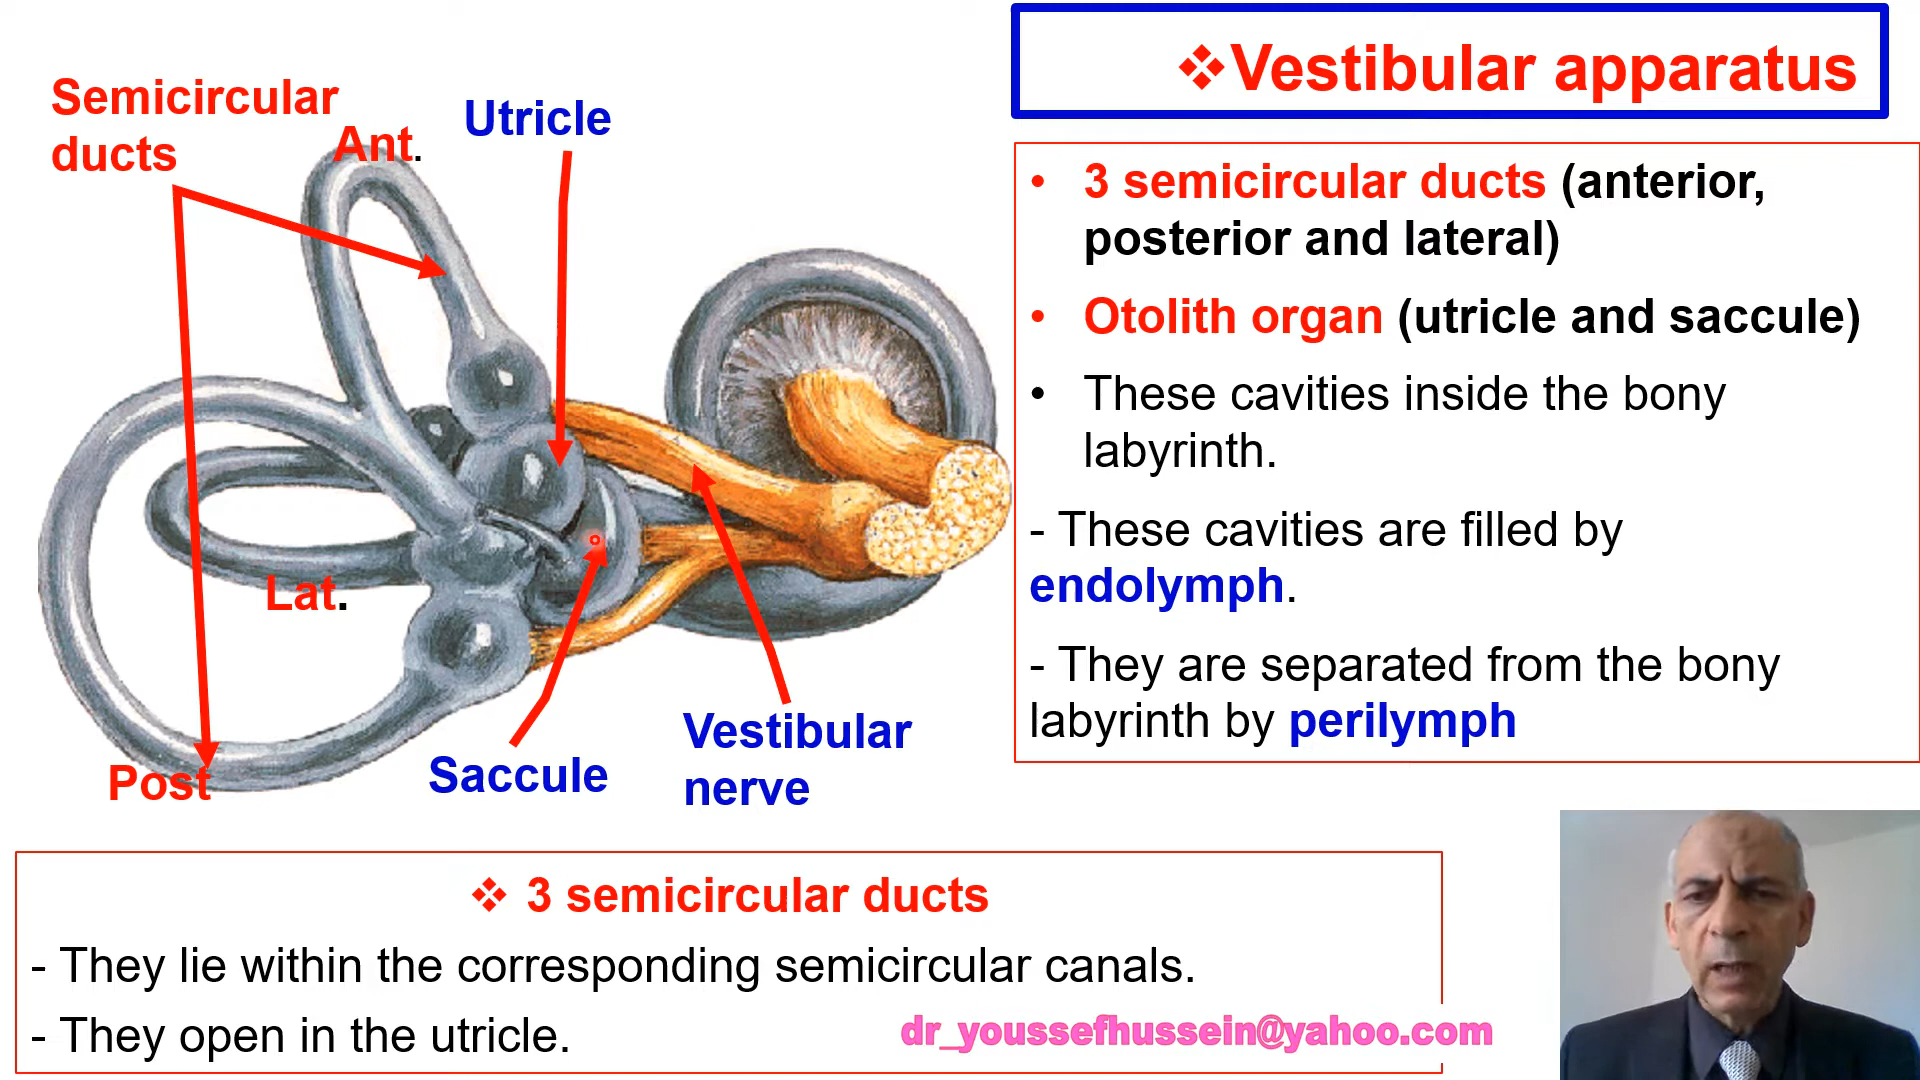 ❖Vestibular apparatus
Semicircular
ducts
Ant.
Utricle
Lat.
Post
Saccule
Vestibular
nerve
• 3 semicircular ducts (anterior,
posterior and lateral)
• Otolith organ (utricle and saccule)
• These cavities inside the bony
labyrinth.
- These cavities are filled by
endolymph.
- They are separated from the bony
labyrinth by perilymph
❖ 3 semicircular ducts
- They lie within the corresponding semicircular canals.
- They open in the utricle.
dr_youssefhussein@yahoo.com